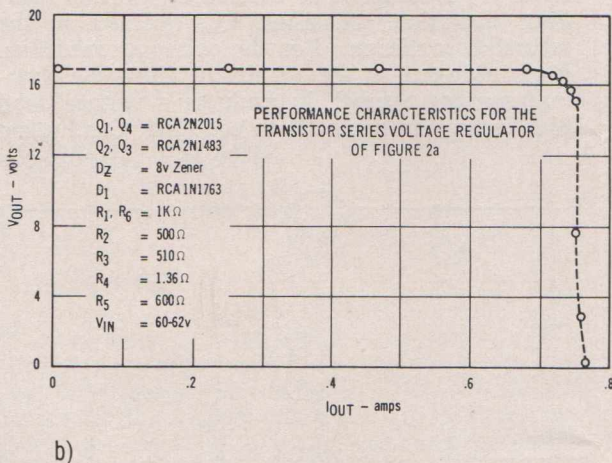 20
16
12
8
4
0
VOUT – volts
PERFORMANCE CHARACTERISTICS FOR THE
TRANSISTOR SERIES VOLTAGE REGULATOR
OF FIGURE 2a
Q1, Q4 = RCA 2N2015
Q2, Q3 = RCA 2N1483
DZ = 8v Zener
D1 = RCA 1N1763
R1, R6 = 1KΩ
R2 = 500Ω
R3 = 510Ω
R4 = 1.36Ω
R5 = 600Ω
VIN = 60-62v
0 .2 .4 .6 .8
IOUT – amps
b)